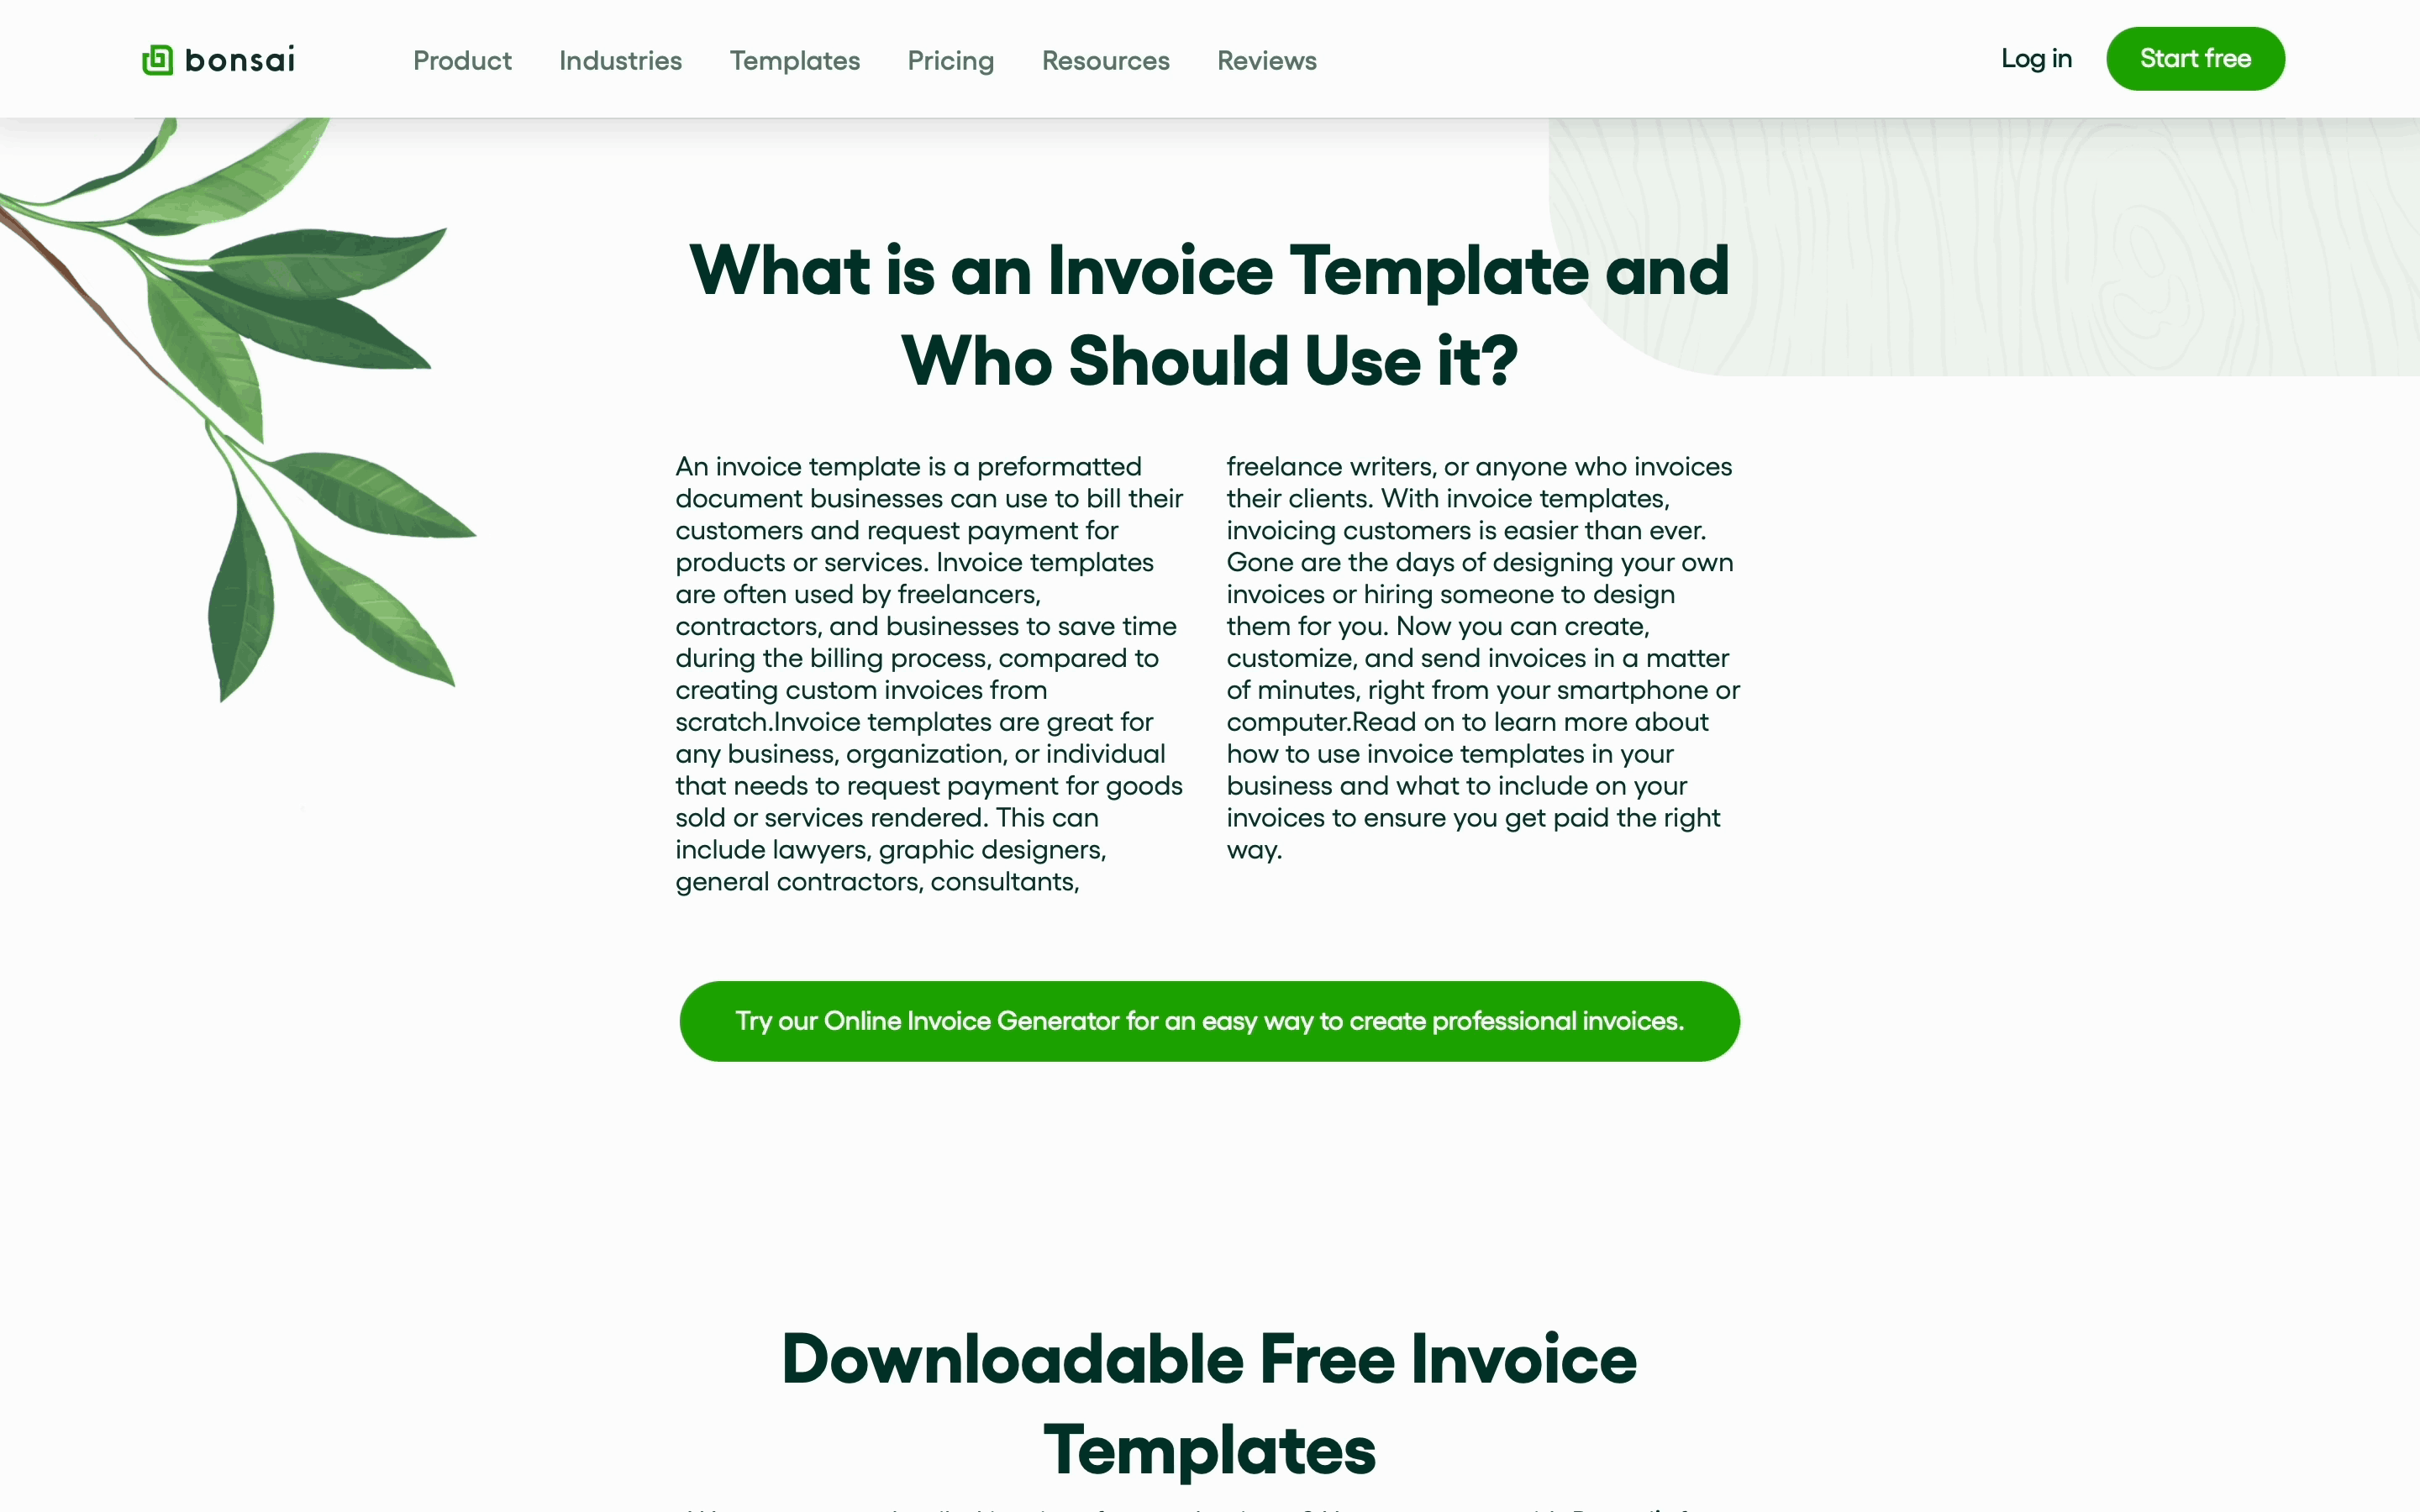 bonsai
Product
Industries
Templates
Pricing
Resources
Reviews
Log in
Start free
What is an Invoice Template and
Who Should Use it?
An invoice template is a preformatted
document businesses can use to bill their
customers and request payment for
products or services. Invoice templates
are often used by freelancers,
contractors, and businesses to save time
during the billing process, compared to
creating custom invoices from
scratch.Invoice templates are great for
any business, organization, or individual
that needs to request payment for goods
sold or services rendered. This can
include lawyers, graphic designers,
general contractors, consultants,
freelance writers, or anyone who invoices
their clients. With invoice templates,
invoicing customers is easier than ever.
Gone are the days of designing your own
invoices or hiring someone to design
them for you. Now you can create,
customize, and send invoices in a matter
of minutes, right from your smartphone or
computer.Read on to learn more about
how to use invoice templates in your
business and what to include on your
invoices to ensure you get paid the right
way.
Try our Online Invoice Generator for an easy way to create professional invoices.
Downloadable Free Invoice
Templates